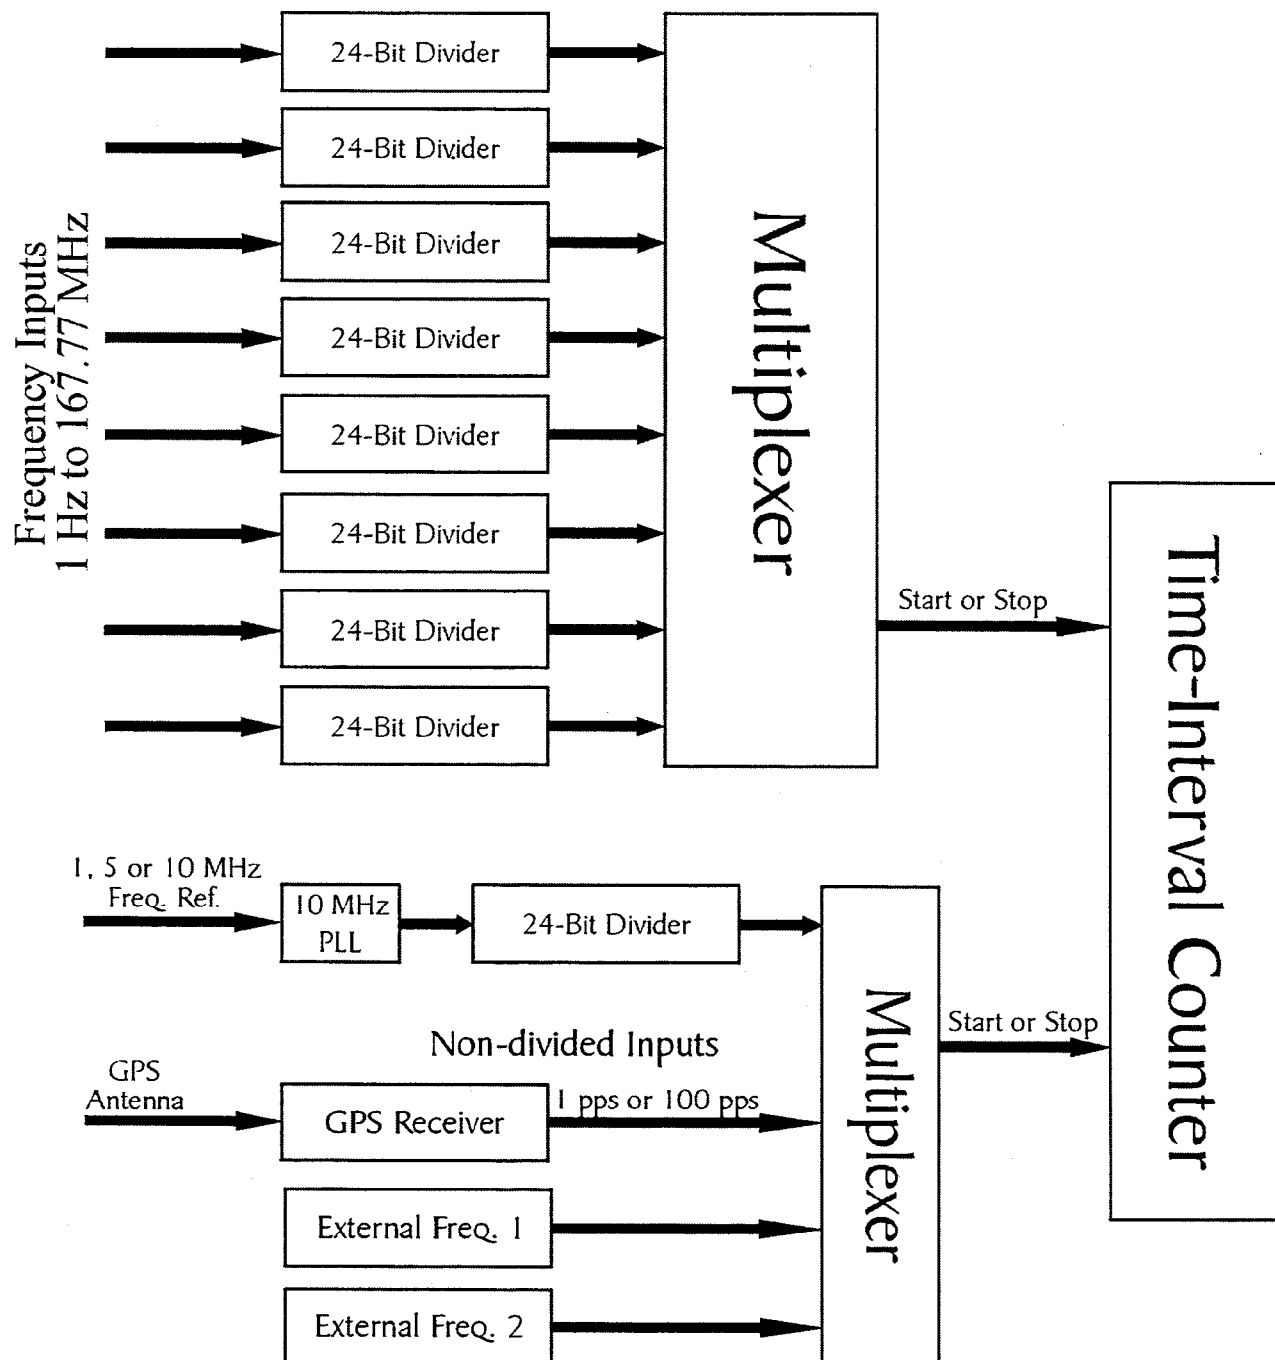 24-Bit Divider
24-Bit Divider
24-Bit Divider
24-Bit Divider
24-Bit Divider
24-Bit Divider
24-Bit Divider
24-Bit Divider
Frequency Inputs
1 Hz to 167.77 MHz
Multiplexer
Start or Stop
Time-Interval Counter
1, 5 or 10 MHz
Freq. Ref.
10 MHz
PLL
24-Bit Divider
Multiplexer
Start or Stop
Non-divided Inputs
GPS
Antenna
GPS Receiver
1 pps or 100 pps
External Freq. 1
External Freq. 2